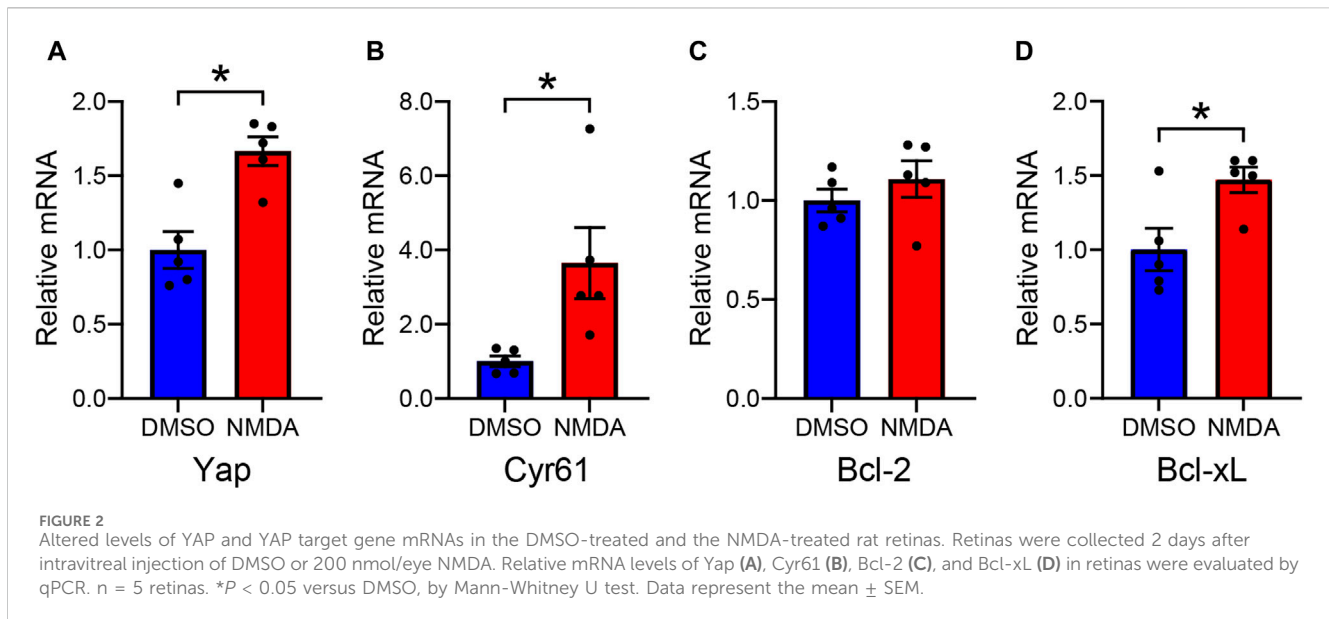 A
*
Relative mRNA
2.0
1.5
1.0
0.5
0.0
DMSO NMDA
Yap
B
*
Relative mRNA
8.0
6.0
4.0
2.0
0.0
DMSO NMDA
Cyr61
C
Relative mRNA
1.5
1.0
0.5
0.0
DMSO NMDA
Bcl-2
D
*
Relative mRNA
2.0
1.5
1.0
0.5
0.0
DMSO NMDA
Bcl-xL
FIGURE 2
Altered levels of YAP and YAP target gene mRNAs in the DMSO-treated and the NMDA-treated rat retinas. Retinas were collected 2 days after
intravitreal injection of DMSO or 200 nmol/eye NMDA. Relative mRNA levels of Yap (A), Cyr61 (B), Bcl-2 (C), and Bcl-xL (D) in retinas were evaluated by
qPCR. n = 5 retinas. *P < 0.05 versus DMSO, by Mann-Whitney U test. Data represent the mean ± SEM.